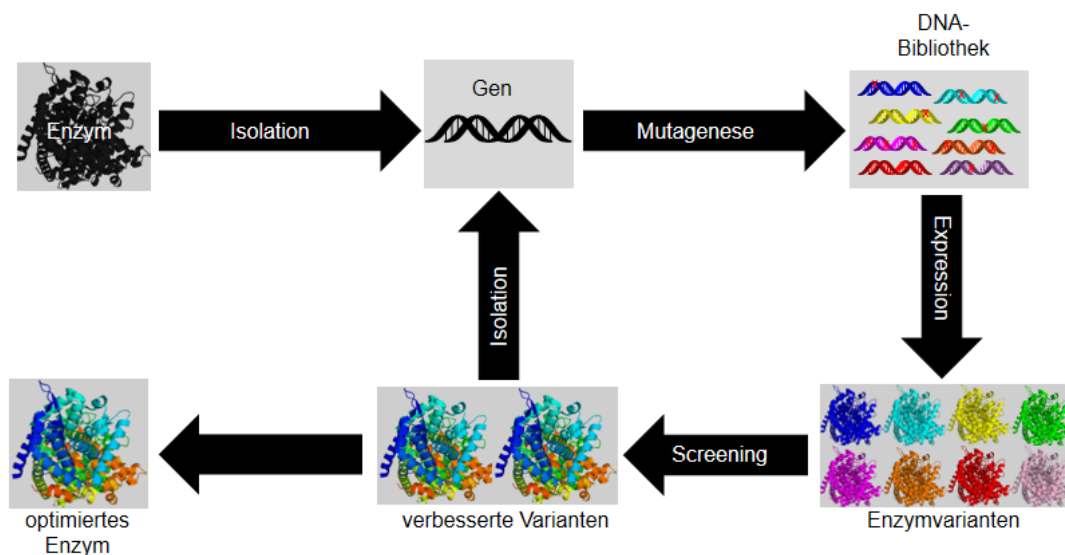 DNA-
Bibliothek
Enzym
Isolation
Gen
Mutagenese
Expression
Isolation
Screening
optimiertes
Enzym
verbesserte Varianten
Enzymvarianten